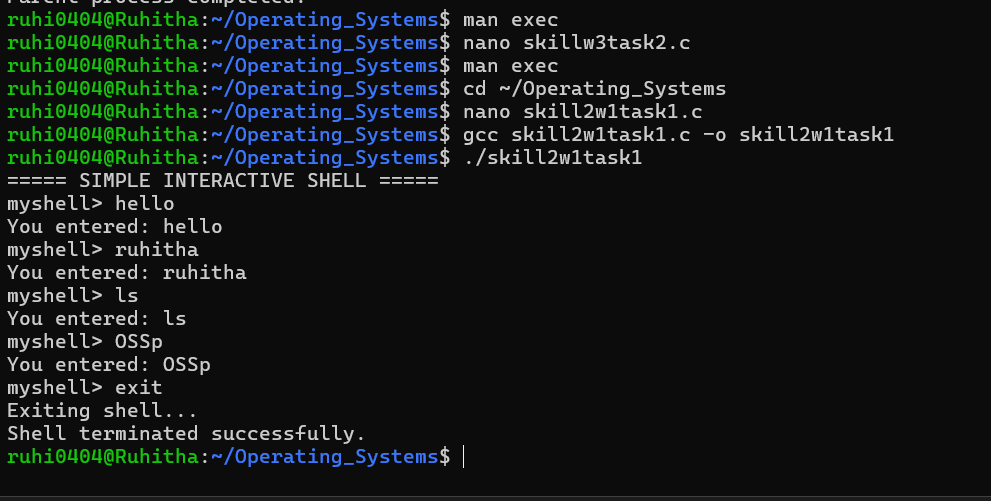 Parent process completed.
ruhi0404@Ruhitha:~/Operating_Systems$ man exec
ruhi0404@Ruhitha:~/Operating_Systems$ nano skillw3task2.c
ruhi0404@Ruhitha:~/Operating_Systems$ man exec
ruhi0404@Ruhitha:~/Operating_Systems$ cd ~/Operating_Systems
ruhi0404@Ruhitha:~/Operating_Systems$ nano skill2w1task1.c
ruhi0404@Ruhitha:~/Operating_Systems$ gcc skill2w1task1.c -o skill2w1task1
ruhi0404@Ruhitha:~/Operating_Systems$ ./skill2w1task1
===== SIMPLE INTERACTIVE SHELL =====
myshell> hello
You entered: hello
myshell> ruhitha
You entered: ruhitha
myshell> ls
You entered: ls
myshell> OSSp
You entered: OSSp
myshell> exit
Exiting shell...
Shell terminated successfully.
ruhi0404@Ruhitha:~/Operating_Systems$